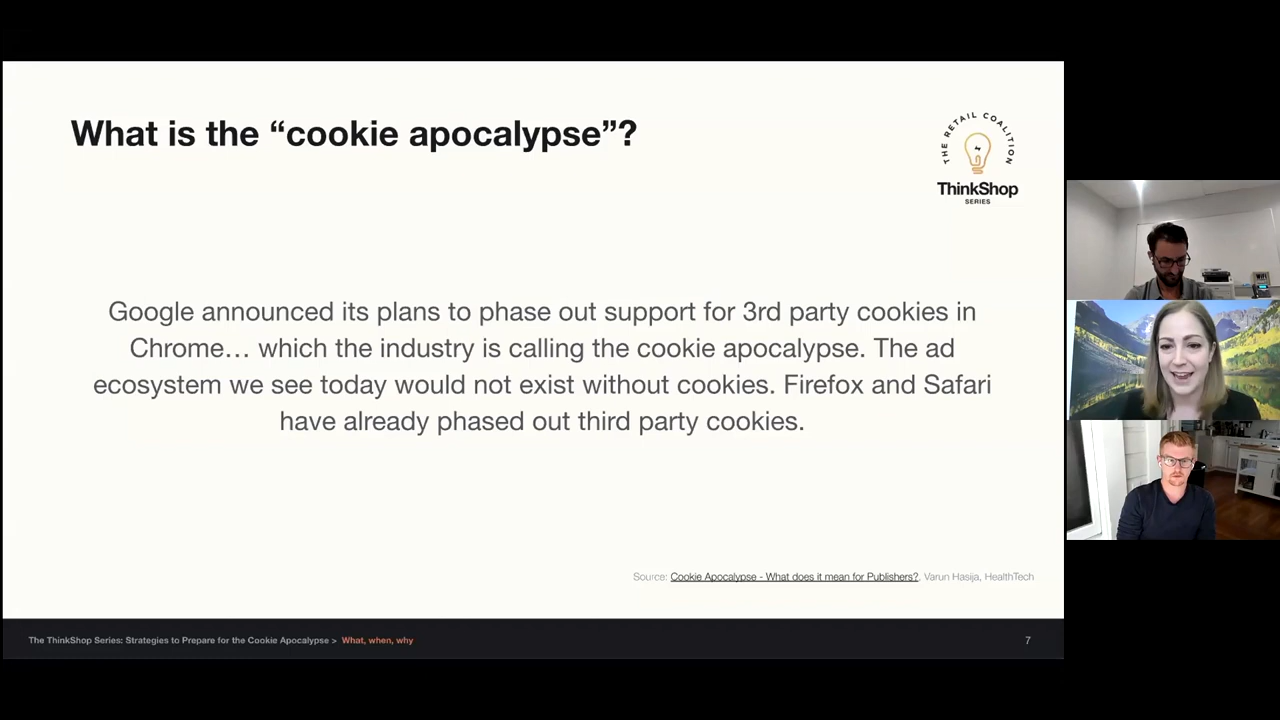 What is the “cookie apocalypse”?
THE RETAIL COALITION
ThinkShop
SERIES
Google announced its plans to phase out support for 3rd party cookies in
Chrome… which the industry is calling the cookie apocalypse. The ad
ecosystem we see today would not exist without cookies. Firefox and Safari
have already phased out third party cookies.
Source: Cookie Apocalypse - What does it mean for Publishers?, Varun Hasija, HealthTech
The ThinkShop Series: Strategies to Prepare for the Cookie Apocalypse > What, when, why
7
WiFi